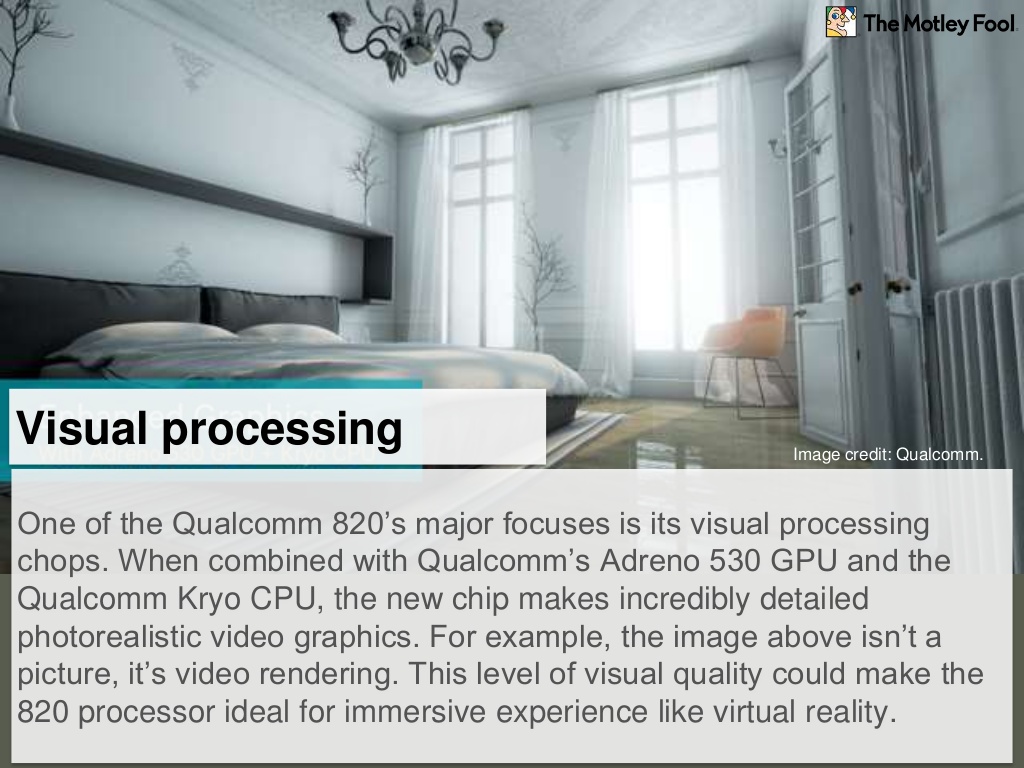 The Motley Fool
Visual processing
Image credit: Qualcomm.
One of the Qualcomm 820’s major focuses is its visual processing
chops. When combined with Qualcomm’s Adreno 530 GPU and the
Qualcomm Kryo CPU, the new chip makes incredibly detailed
photorealistic video graphics. For example, the image above isn’t a
picture, it’s video rendering. This level of visual quality could make the
820 processor ideal for immersive experience like virtual reality.